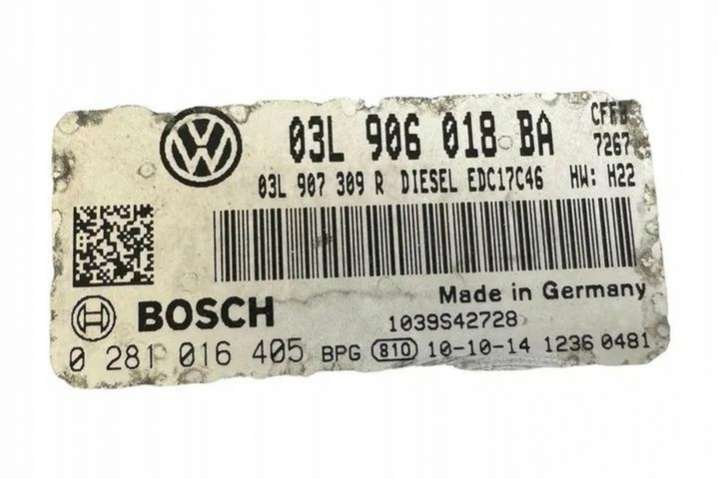 03L 906 018 BA
CFFB
7267
03L 907 309 R DIESEL EDC17C46 HW: H22
Made in Germany
BOSCH
1039S42728
0 281 016 405 BPG 810 10-10-14 1236 0481